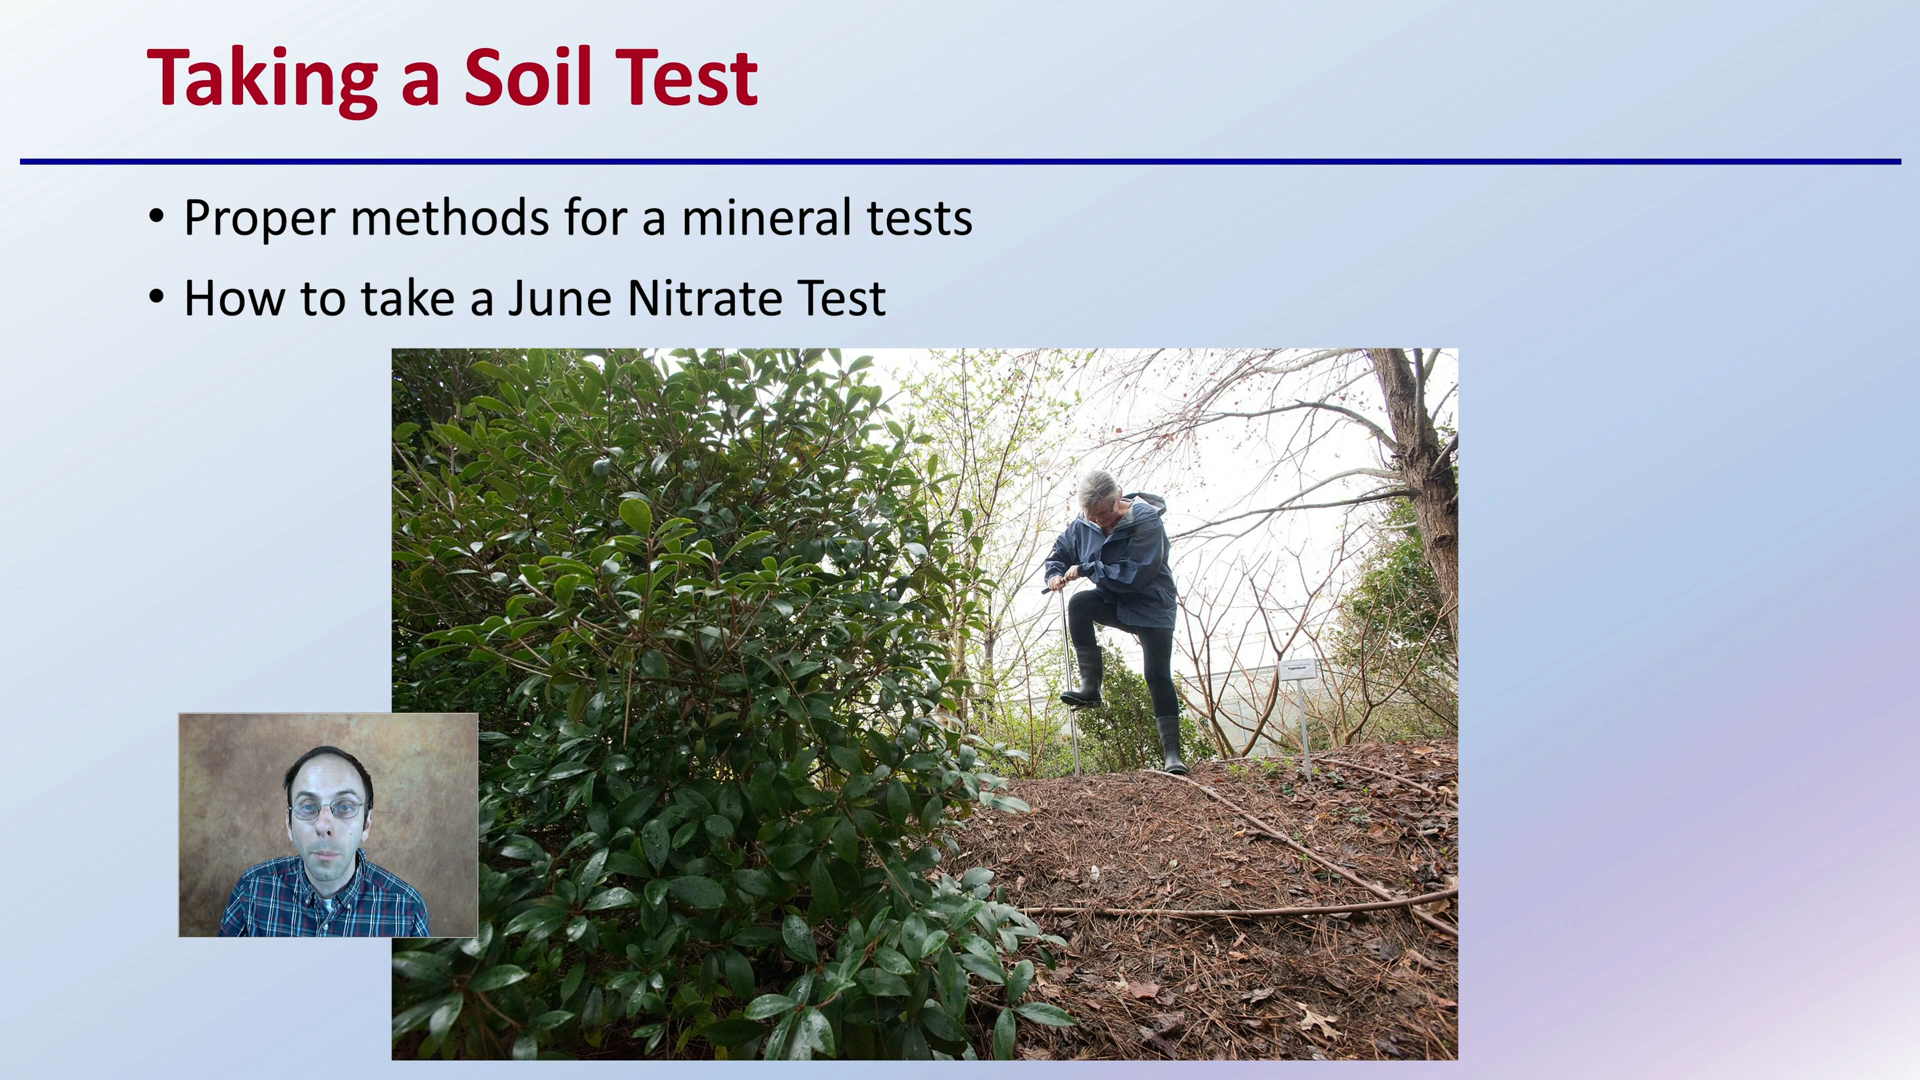 Taking a Soil Test
• Proper methods for a mineral tests
• How to take a June Nitrate Test